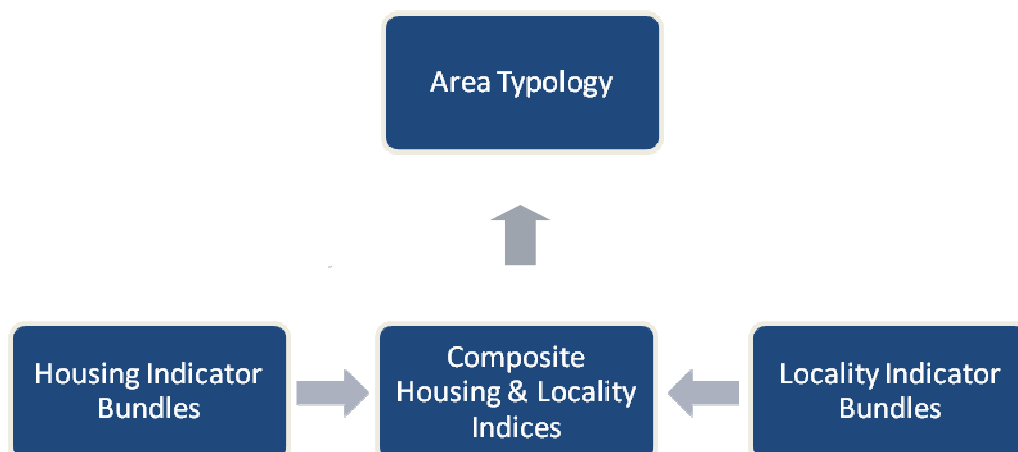 Area Typology
Housing Indicator
Bundles
Composite
Housing & Locality
Indices
Locality Indicator
Bundles